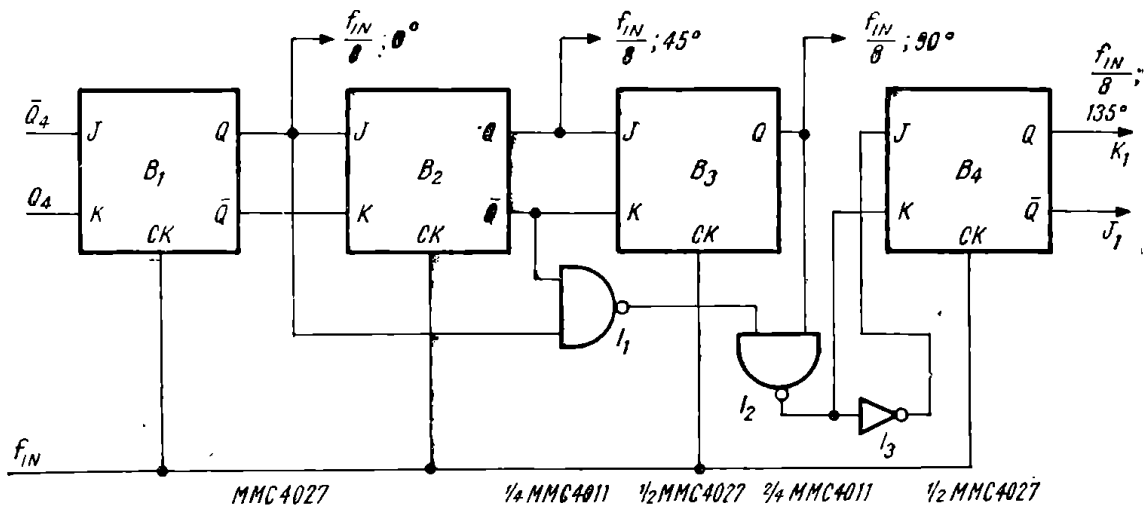 f_IN/8 ; 0°
f_IN/8 ; 45°
f_IN/8 ; 90°
f_IN/8 ; 135°
Q̄4
J
Q
J
Q
J
Q
J
Q
K1
B1
B2
B3
B4
Q4
K
Q̄
K
Q̄
K
K
Q̄
J1
CK
CK
CK
CK
I1
I2
I3
f_IN
MMC4027
1/4 MMC4011
1/2 MMC4027
2/4 MMC4011
1/2 MMC4027